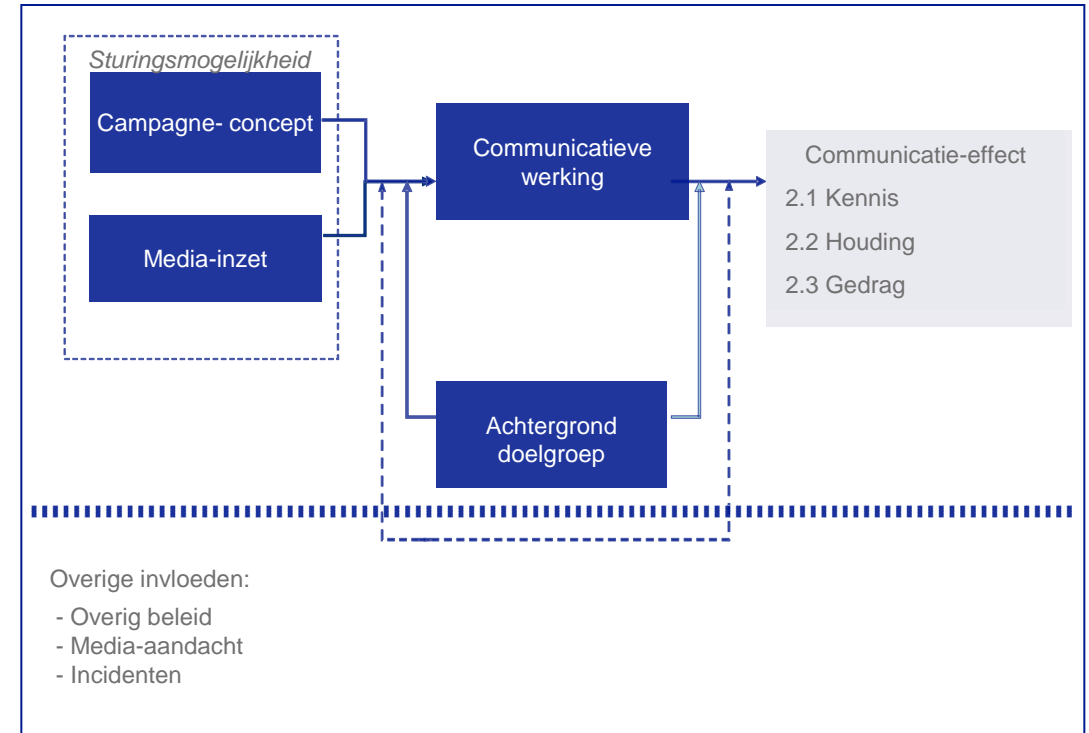 Sturingsmogelijkheid
Campagne- concept
Media-inzet
Communicatieve
werking
Communicatie-effect
2.1 Kennis
2.2 Houding
2.3 Gedrag
Achtergrond
doelgroep
Overige invloeden:
- Overig beleid
- Media-aandacht
- Incidenten